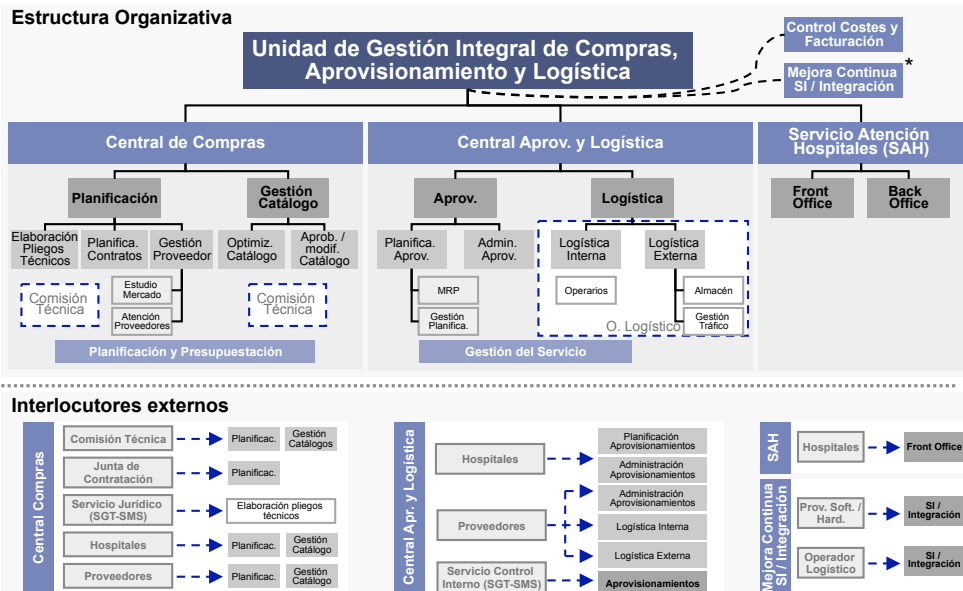 Estructura Organizativa
Unidad de Gestión Integral de Compras,
Aprovisionamiento y Logística
Control Costes y
Facturación
Mejora Continua
SI / Integración
*
Central de Compras
Central Aprov. y Logística
Servicio Atención
Hospitales (SAH)
Planificación
Gestión
Catálogo
Aprov.
Logística
Front
Office
Back
Office
Elaboración
Pliegos
Técnicos
Planifica.
Contratos
Gestión
Proveedor
Optimiz.
Catálogo
Aprob. /
modif.
Catálogo
Planifica.
Aprov.
Admin.
Aprov.
Logística
Interna
Logística
Externa
Comisión
Técnica
Estudio
Mercado
Atención
Proveedores
Comisión
Técnica
MRP
Gestión
Planifica.
Operarios
Almacén
Gestión
Tráfico
O. Logístico
Planificación y Presupuestación
Gestión del Servicio
Interlocutores externos
Central Compras
Comisión Técnica
Planificac.
Gestión
Catálogos
Junta de
Contratación
Planificac.
Servicio Jurídico
(SGT-SMS)
Elaboración pliegos
técnicos
Hospitales
Planificac.
Gestión
Catálogo
Proveedores
Planificac.
Gestión
Catálogo
Central Apr. y Logística
Hospitales
Planificación
Aprovisionamientos
Administración
Aprovisionamientos
Proveedores
Administración
Aprovisionamientos
Logística Interna
Logística Externa
Servicio Control
Interno (SGT-SMS)
Aprovisionamientos
SAH
Hospitales
Front Office
Mejora Continua
SI / Integración
Prov. Soft. /
Hard.
SI /
Integración
Operador
Logístico
SI /
Integración